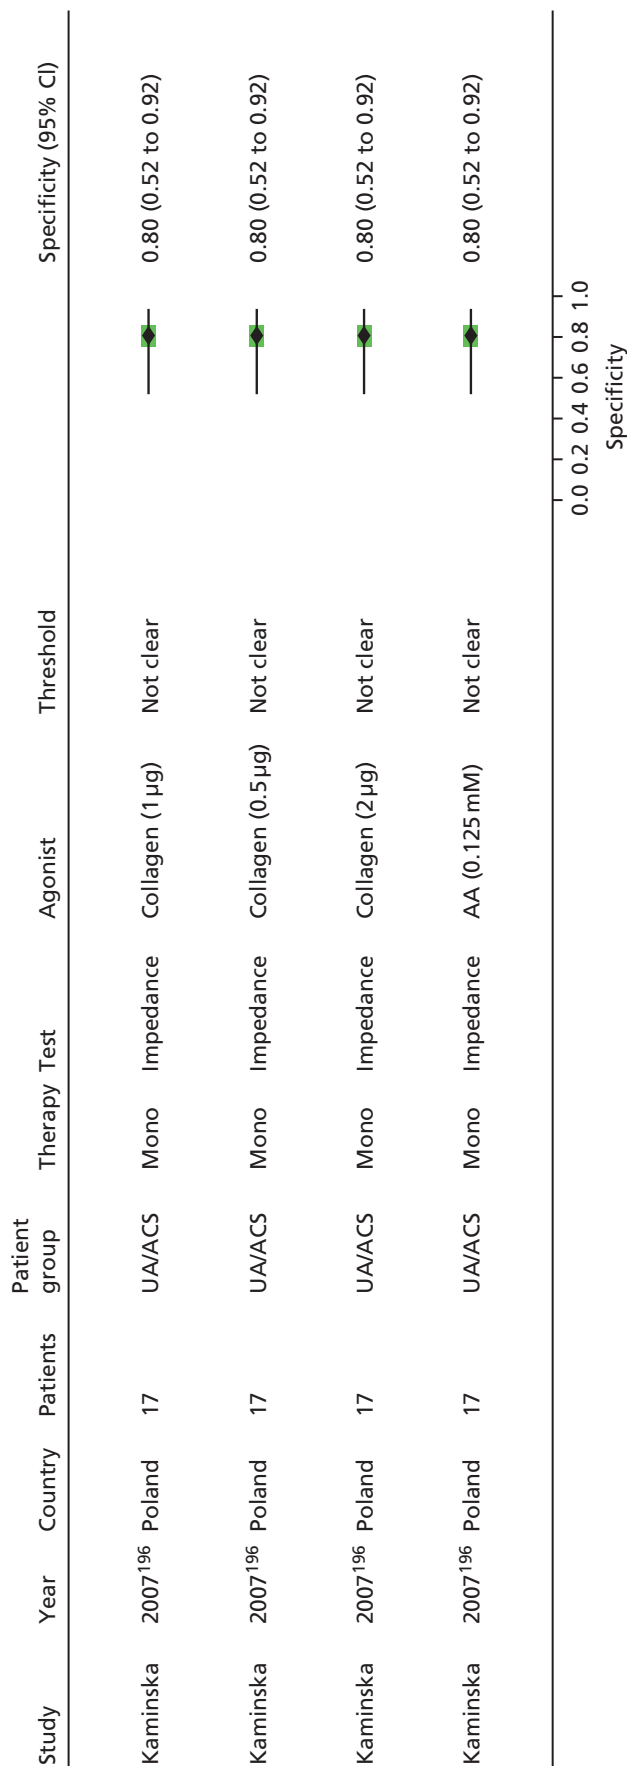 Study Year Country Patients Patient group Therapy Test Agonist Threshold Specificity (95% CI)
Kaminska 2007196 Poland 17 UA/ACS Mono Impedance Collagen (1 µg) Not clear 0.80 (0.52 to 0.92)
Kaminska 2007196 Poland 17 UA/ACS Mono Impedance Collagen (0.5 µg) Not clear 0.80 (0.52 to 0.92)
Kaminska 2007196 Poland 17 UA/ACS Mono Impedance Collagen (2 µg) Not clear 0.80 (0.52 to 0.92)
Kaminska 2007196 Poland 17 UA/ACS Mono Impedance AA (0.125 mM) Not clear 0.80 (0.52 to 0.92)
0.0 0.2 0.4 0.6 0.8 1.0
Specificity